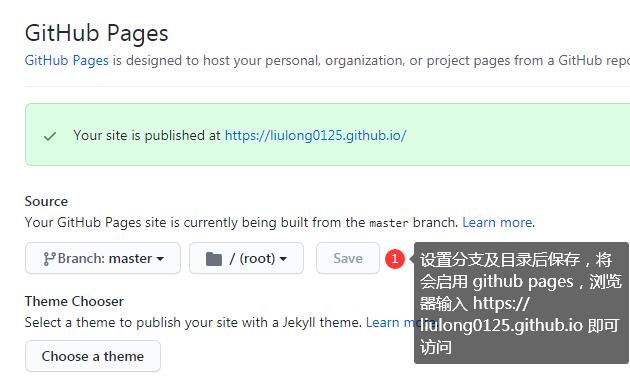 GitHub Pages
GitHub Pages is designed to host your personal, organization, or project pages from a GitHub repo
Your site is published at https://liulong0125.github.io/
Source
Your GitHub Pages site is currently being built from the master branch. Learn more.
Branch: master / (root) Save 1
设置分支及目录后保存，将
会启用 github pages，浏览
器输入 https://
liulong0125.github.io 即可
访问
Theme Chooser
Select a theme to publish your site with a Jekyll theme. Learn more.
Choose a theme